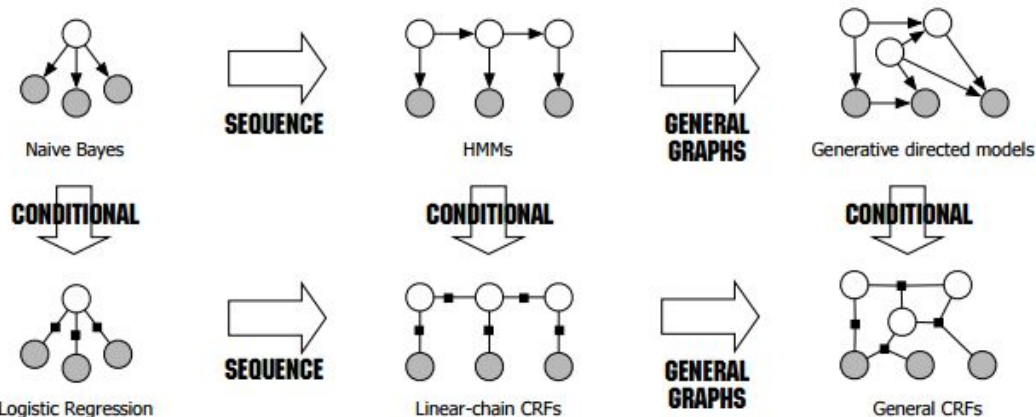 SEQUENCE
GENERAL
GRAPHS
Naive Bayes
HMMs
Generative directed models
CONDITIONAL
CONDITIONAL
CONDITIONAL
SEQUENCE
GENERAL
GRAPHS
Logistic Regression
Linear-chain CRFs
General CRFs